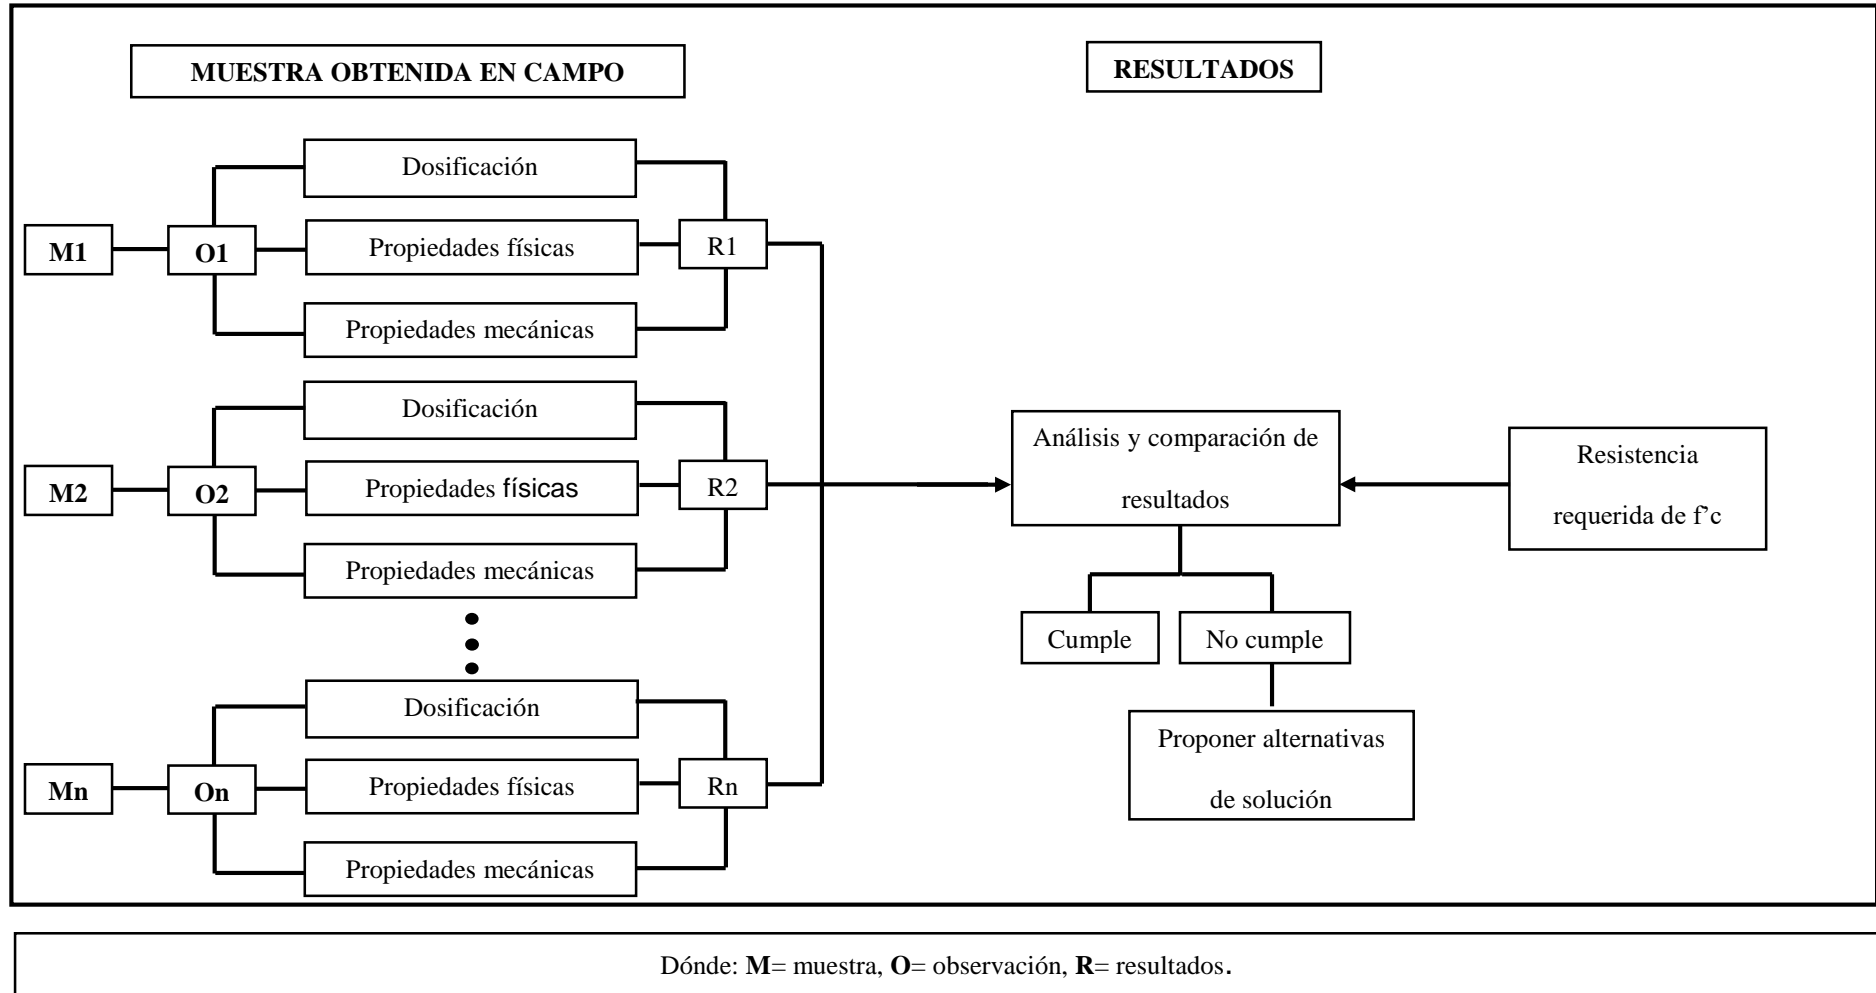 MUESTRA OBTENIDA EN CAMPO
RESULTADOS
Dosificación
M1
O1
Propiedades físicas
R1
Propiedades mecánicas
Dosificación
M2
O2
Propiedades físicas
R2
Propiedades mecánicas
Dosificación
Mn
On
Propiedades físicas
Rn
Propiedades mecánicas
Análisis y comparación de
resultados
Resistencia
requerida de f’c
Cumple
No cumple
Proponer alternativas
de solución
Dónde: M= muestra, O= observación, R= resultados.